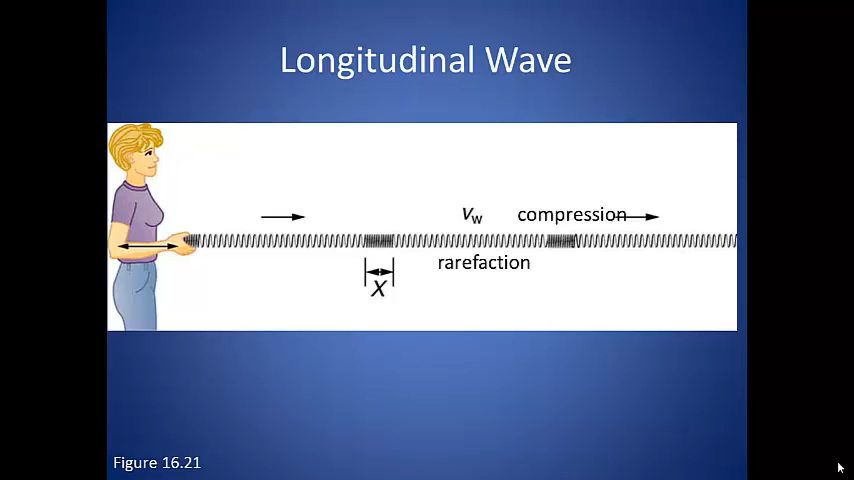 Longitudinal Wave
vw
compression
rarefaction
X
Figure 16.21